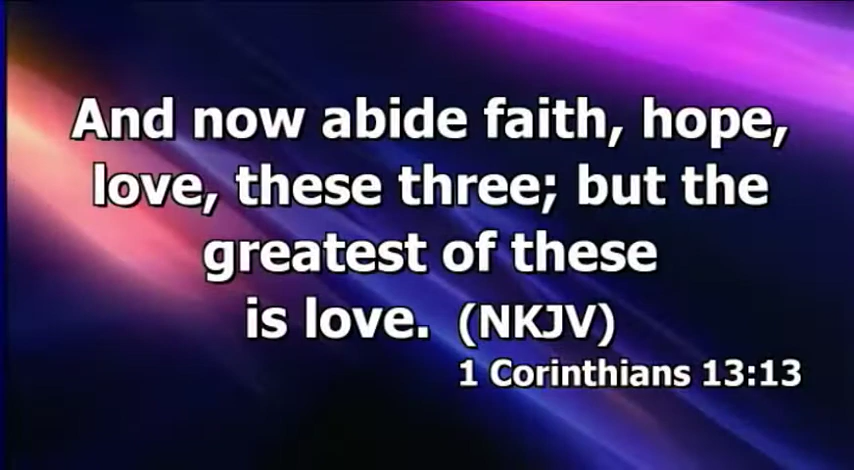 And now abide faith, hope,
love, these three; but the
greatest of these
is love. (NKJV)
1 Corinthians 13:13